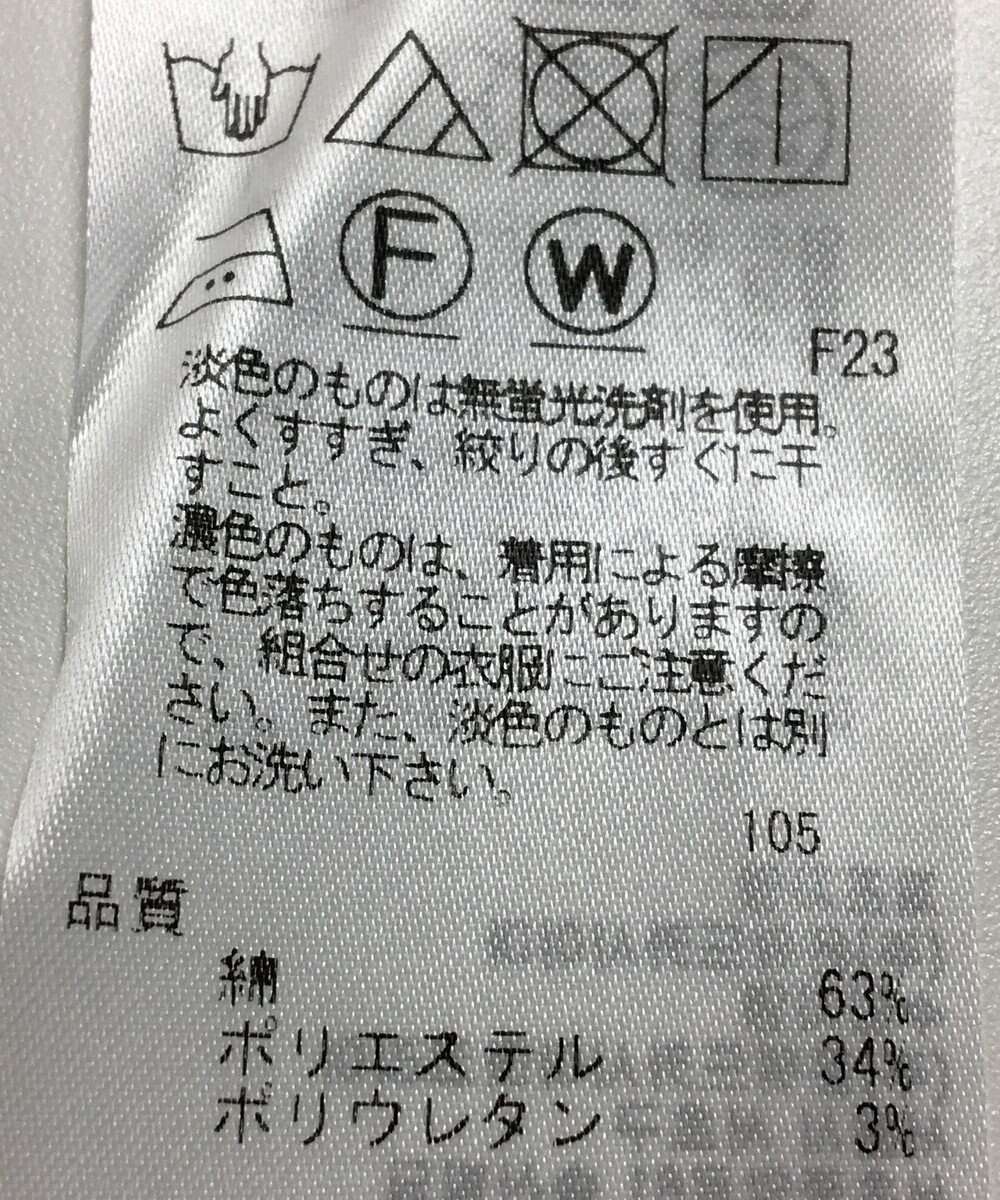 F
W
F23
淡色のものは無蛍光洗剤を使用。
よくすすぎ、絞りの後すぐに干
すこと。
濃色のものは、着用による摩擦
で色落ちすることがありますの
で、組合せの衣服にご注意くだ
さい。また、淡色のものとは別
にお洗い下さい。
105
品質
綿 63%
ポリエステル 34%
ポリウレタン 3%